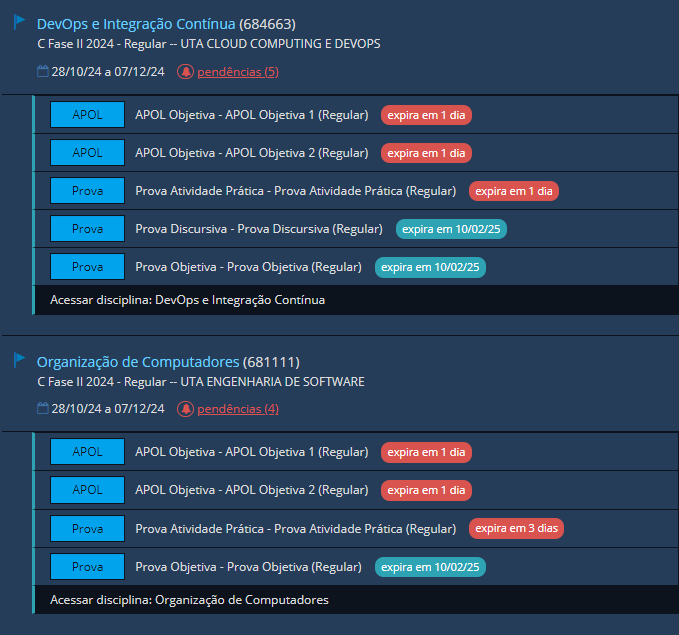 DevOps e Integração Contínua (684663)
C Fase II 2024 - Regular -- UTA CLOUD COMPUTING E DEVOPS
28/10/24 a 07/12/24 pendências (5)
APOL APOL Objetiva - APOL Objetiva 1 (Regular) expira em 1 dia
APOL APOL Objetiva - APOL Objetiva 2 (Regular) expira em 1 dia
Prova Prova Atividade Prática - Prova Atividade Prática (Regular) expira em 1 dia
Prova Prova Discursiva - Prova Discursiva (Regular) expira em 10/02/25
Prova Prova Objetiva - Prova Objetiva (Regular) expira em 10/02/25
Acessar disciplina: DevOps e Integração Contínua
Organização de Computadores (681111)
C Fase II 2024 - Regular -- UTA ENGENHARIA DE SOFTWARE
28/10/24 a 07/12/24 pendências (4)
APOL APOL Objetiva - APOL Objetiva 1 (Regular) expira em 1 dia
APOL APOL Objetiva - APOL Objetiva 2 (Regular) expira em 1 dia
Prova Prova Atividade Prática - Prova Atividade Prática (Regular) expira em 3 dias
Prova Prova Objetiva - Prova Objetiva (Regular) expira em 10/02/25
Acessar disciplina: Organização de Computadores